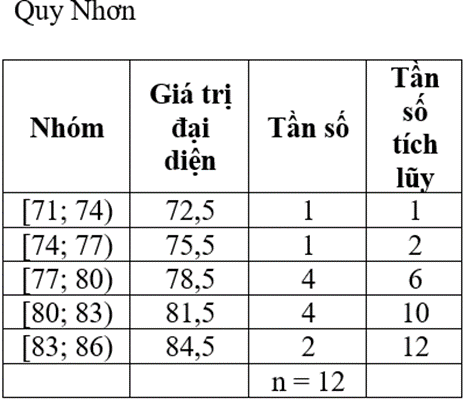 Quy Nhơn
Nhóm | Giá trị đại diện | Tần số | Tần số tích lũy
[71; 74) | 72,5 | 1 | 1
[74; 77) | 75,5 | 1 | 2
[77; 80) | 78,5 | 4 | 6
[80; 83) | 81,5 | 4 | 10
[83; 86) | 84,5 | 2 | 12
n = 12